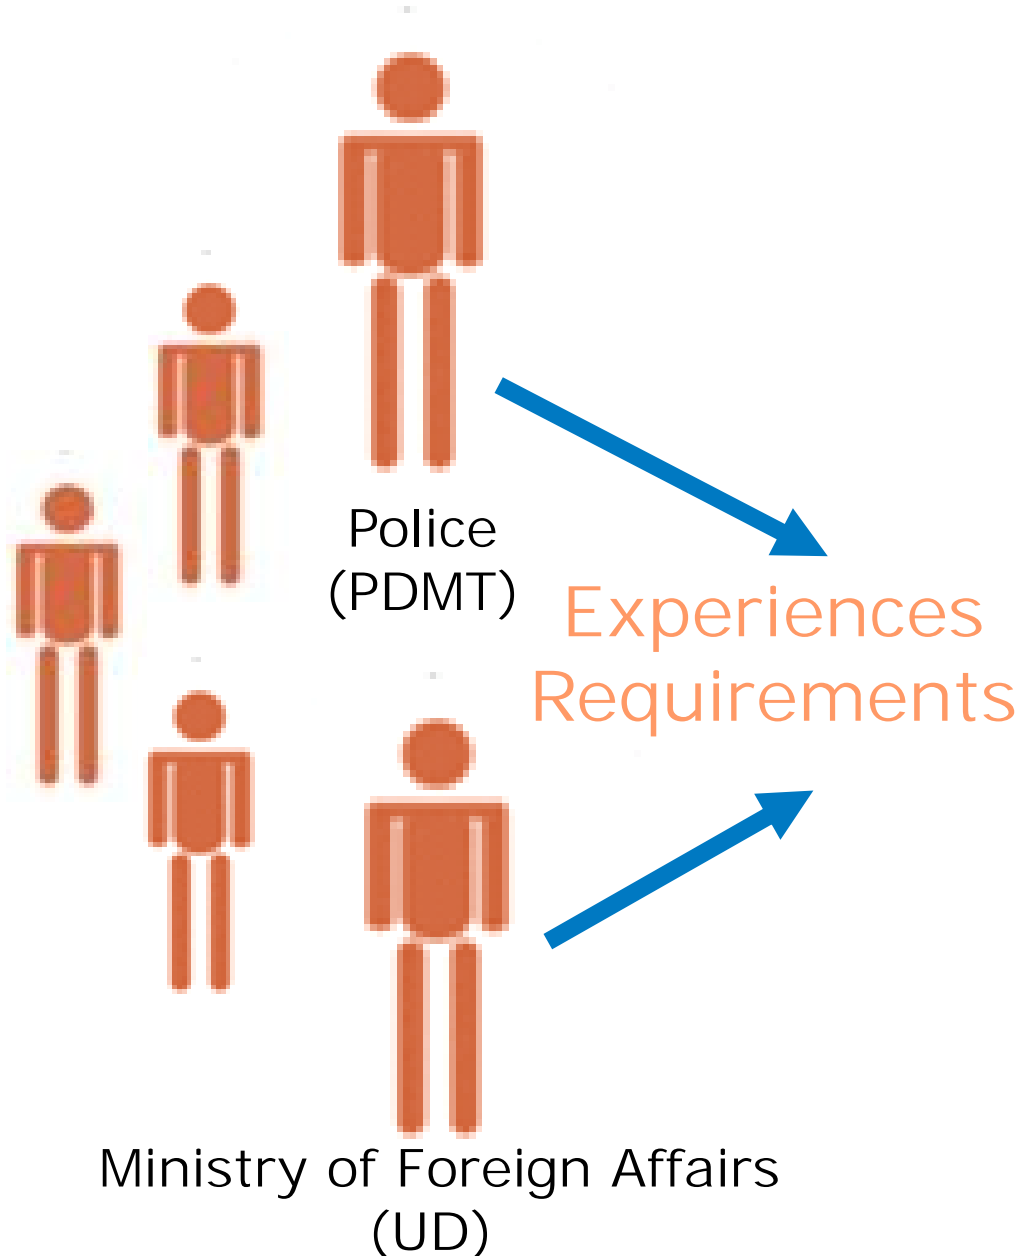 Police
(PDMT)
Experiences
Requirements
Ministry of Foreign Affairs
(UD)